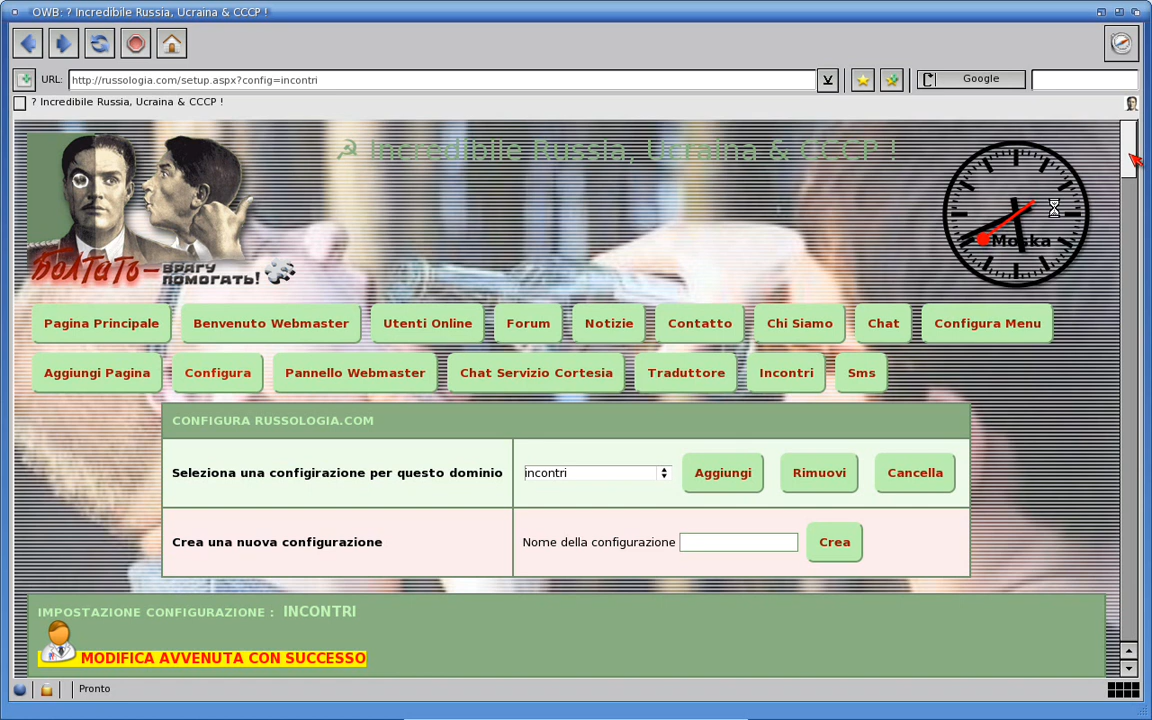 OWB: ? Incredibile Russia, Ucraina & CCCP !
URL: http://russologia.com/setup.aspx?config=incontri
Google
? Incredibile Russia, Ucraina & CCCP !
☭ Incredibile Russia, Ucraina & CCCP !
Моska
Болтать–
врагу
помогать!
Pagina Principale Benvenuto Webmaster Utenti Online Forum Notizie Contatto Chi Siamo Chat Configura Menu
Aggiungi Pagina Configura Pannello Webmaster Chat Servizio Cortesia Traduttore Incontri Sms
CONFIGURA RUSSOLOGIA.COM
Seleziona una configirazione per questo dominio incontri Aggiungi Rimuovi Cancella
Crea una nuova configurazione Nome della configurazione Crea
IMPOSTAZIONE CONFIGURAZIONE : INCONTRI
MODIFICA AVVENUTA CON SUCCESSO
Pronto